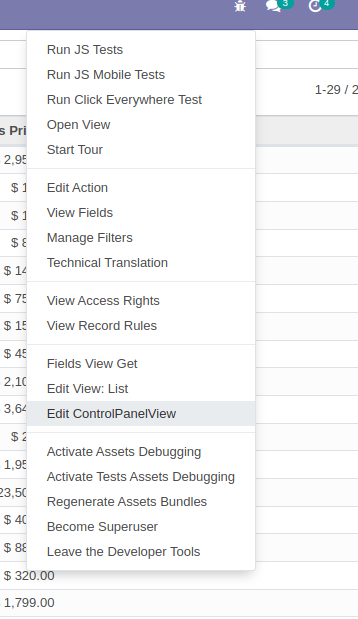 3
4
Run JS Tests
Run JS Mobile Tests
Run Click Everywhere Test
1-29 / 2
Open View
s Pri
Start Tour
2,95
Edit Action
$ 1
View Fields
$ 1
Manage Filters
$ 8
Technical Translation
$ 14
View Access Rights
$ 75
View Record Rules
$ 15
$ 45
Fields View Get
Edit View: List
2,10
Edit ControlPanelView
3,64
$ 2
Activate Assets Debugging
1,95
Activate Tests Assets Debugging
23,50
Regenerate Assets Bundles
$ 40
Become Superuser
$ 88
Leave the Developer Tools
$ 320.00
1,799.00